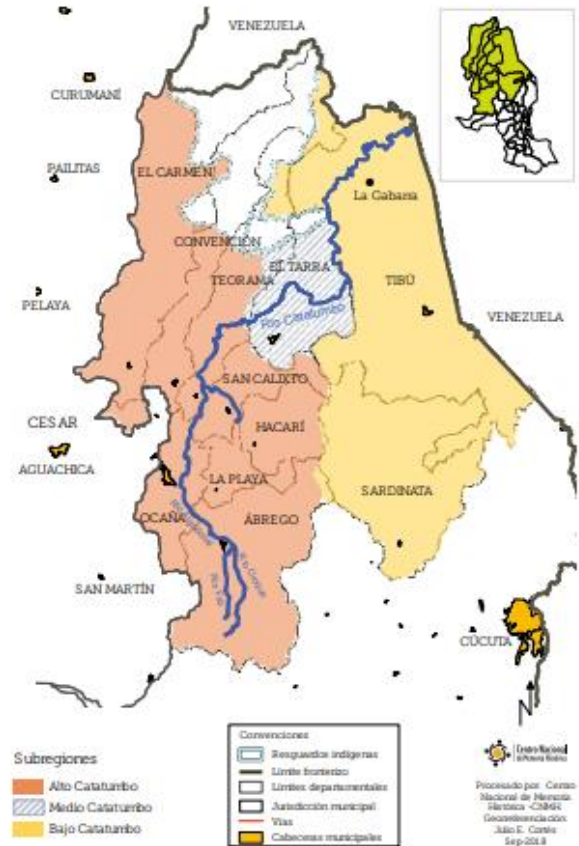 VENEZUELA
CURUMANÍ
PAILITAS
EL CARMEN
La Gabarra
CONVENCIÓN
EL TARRA
TEORAMA
TIBÚ
PELAYA
Río Catatumbo
VENEZUELA
SAN CALIXTO
CESAR
HACARÍ
AGUACHICA
LA PLAYA
SARDINATA
OCAÑA
ÁBREGO
SAN MARTÍN
CÚCUTA
N
Subregiones
Alto Catatumbo
Medio Catatumbo
Bajo Catatumbo
Convenciones
Resguardos indígenas
Límite fronterizo
Límites departamentales
Jurisdicción municipal
Vías
Cabeceras municipales
Centro Nacional
de Memoria Histórica
Procesado por: Centro
Nacional de Memoria
Histórica -CNMH
Georeferenciación:
Julio E. Cortés
Sep-2018